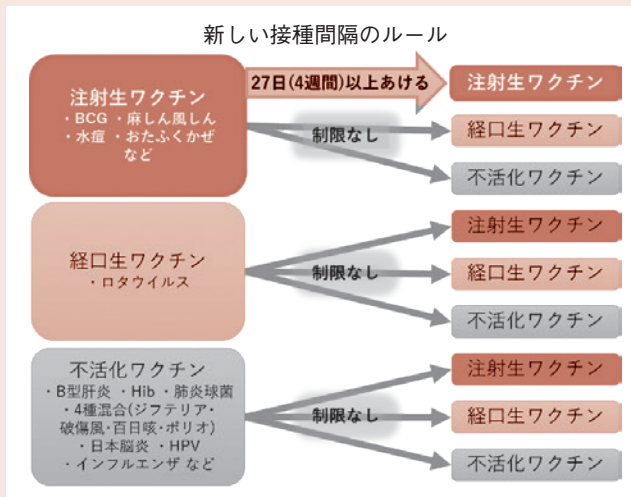 新しい接種間隔のルール
注射生ワクチン
・BCG ・麻しん風しん
・水痘 ・おたふくかぜ
など
27日(4週間)以上あける
制限なし
注射生ワクチン
経口生ワクチン
不活化ワクチン
経口生ワクチン
・ロタウイルス
制限なし
注射生ワクチン
経口生ワクチン
不活化ワクチン
不活化ワクチン
・B型肝炎 ・Hib ・肺炎球菌
・4種混合(ジフテリア・
破傷風・百日咳・ポリオ)
・日本脳炎 ・HPV
・インフルエンザ など
制限なし
注射生ワクチン
経口生ワクチン
不活化ワクチン